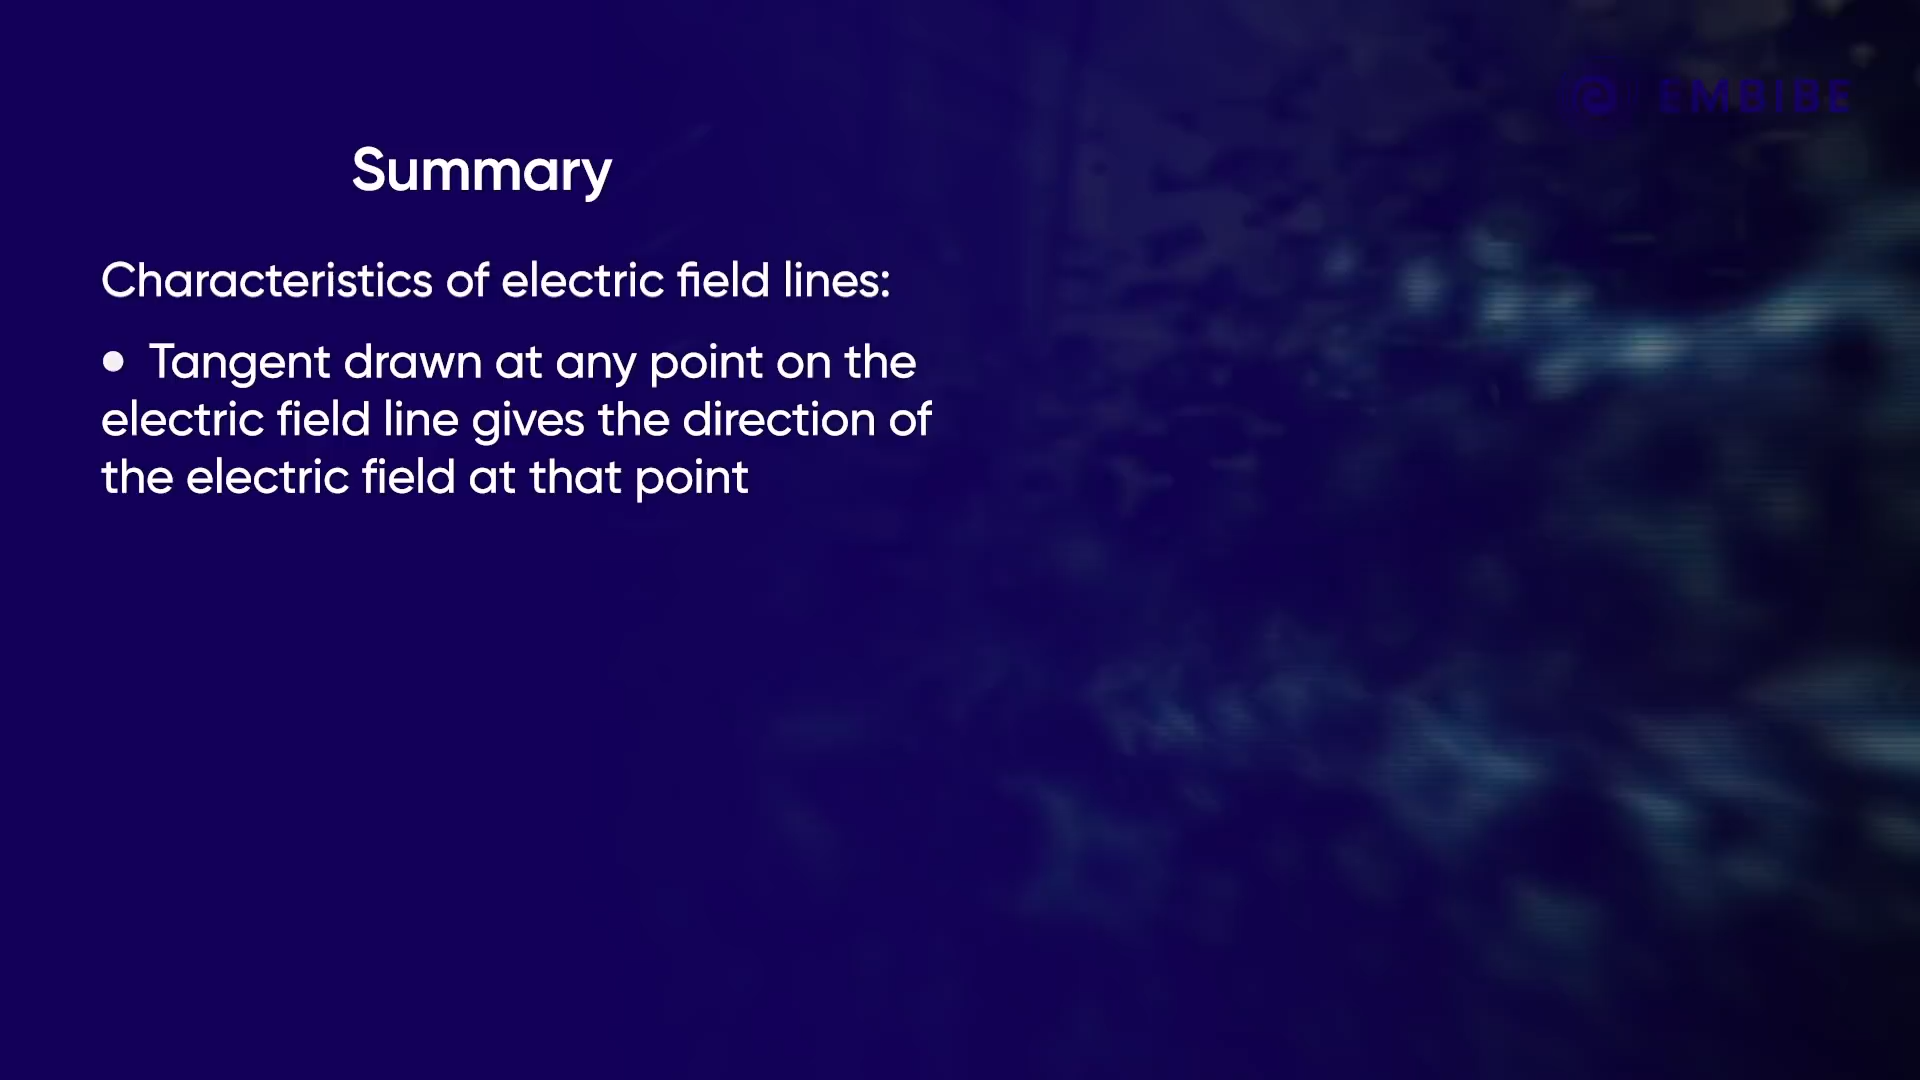 EMBIBE
Summary
Characteristics of electric field lines:
● Tangent drawn at any point on the
electric field line gives the direction of
the electric field at that point